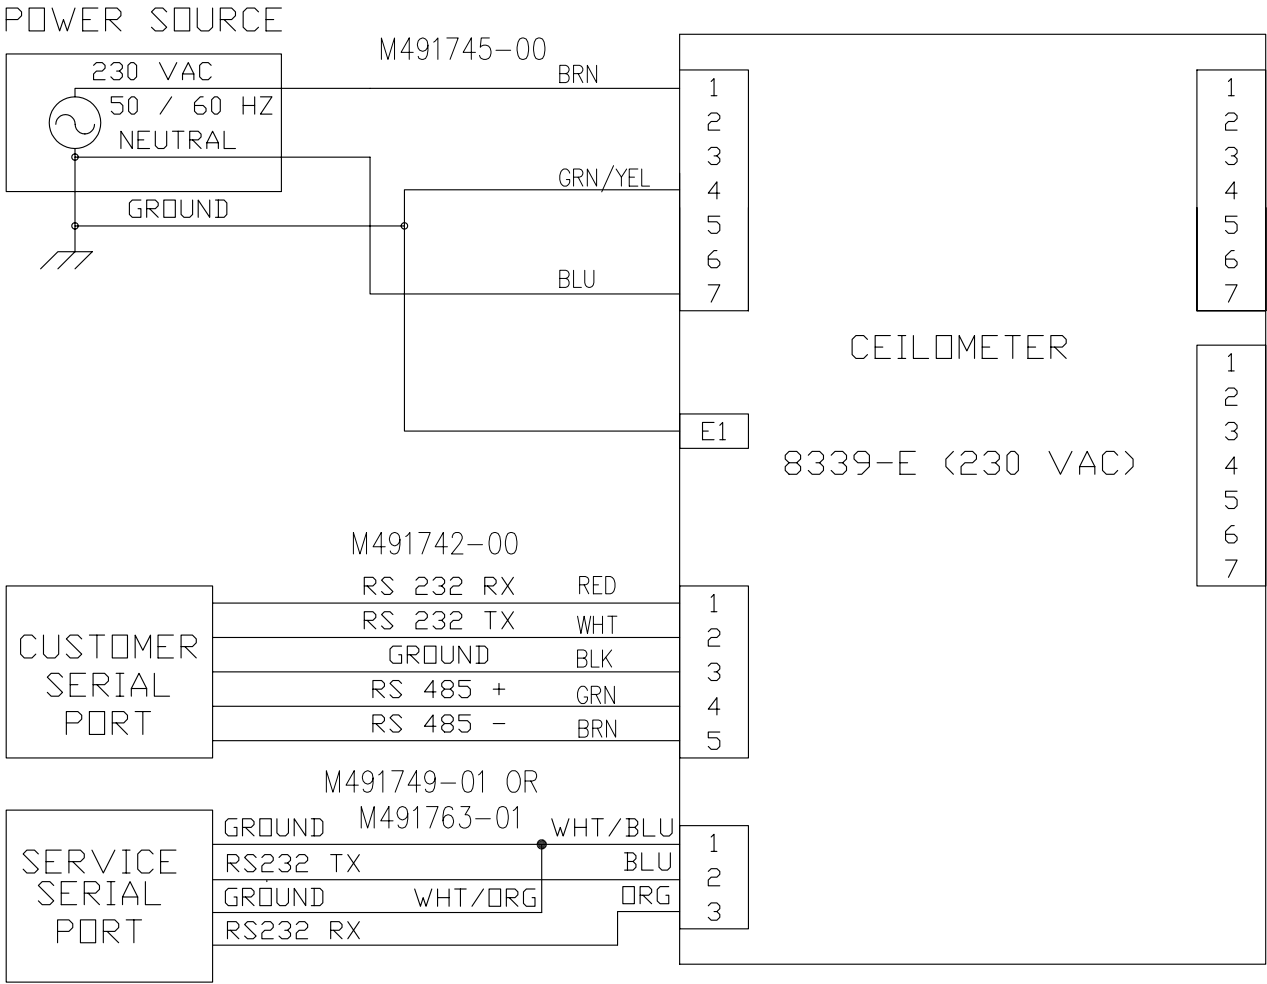 POWER SOURCE
M491745-00
230 VAC
BRN
50 / 60 HZ
NEUTRAL
GRN/YEL
GROUND
BLU
1
2
3
4
5
6
7
1
2
3
4
5
6
7
CEILOMETER
E1
8339-E (230 VAC)
1
2
3
4
5
6
7
M491742-00
CUSTOMER
SERIAL
PORT
RS 232 RX RED
RS 232 TX WHT
GROUND BLK
RS 485 + GRN
RS 485 - BRN
1
2
3
4
5
M491749-01 OR
M491763-01
SERVICE
SERIAL
PORT
GROUND WHT/BLU
RS232 TX BLU
GROUND WHT/ORG ORG
RS232 RX
1
2
3